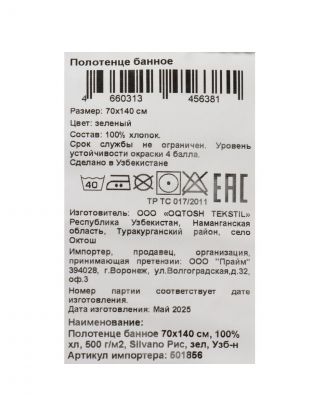 Полотенце банное
4 660313 456381
Размер: 70х140 см
Цвет: зеленый
Состав: 100% хлопок.
Срок службы не ограничен. Уровень
устойчивости окраски 4 балла.
Сделано в Узбекистане
40
EAC
ТР ТС 017/2011
Изготовитель: ООО «OQTOSH TEKSTIL»
Республика Узбекистан, Наманганская
область, Туракурганский район, село
Октош
Импортер, продавец, организация,
принимающая претензии: ООО "Прайм"
394028, г.Воронеж, ул.Волгоградская,д.32,
оф.3
Номер партии соответствует дате
изготовления.
Дата изготовления: Май 2025
Наименование:
Полотенце банное 70х140 см, 100%
хл, 500 г/м2, Silvano Рис, зел, Узб-н
Артикул импортера: 501856